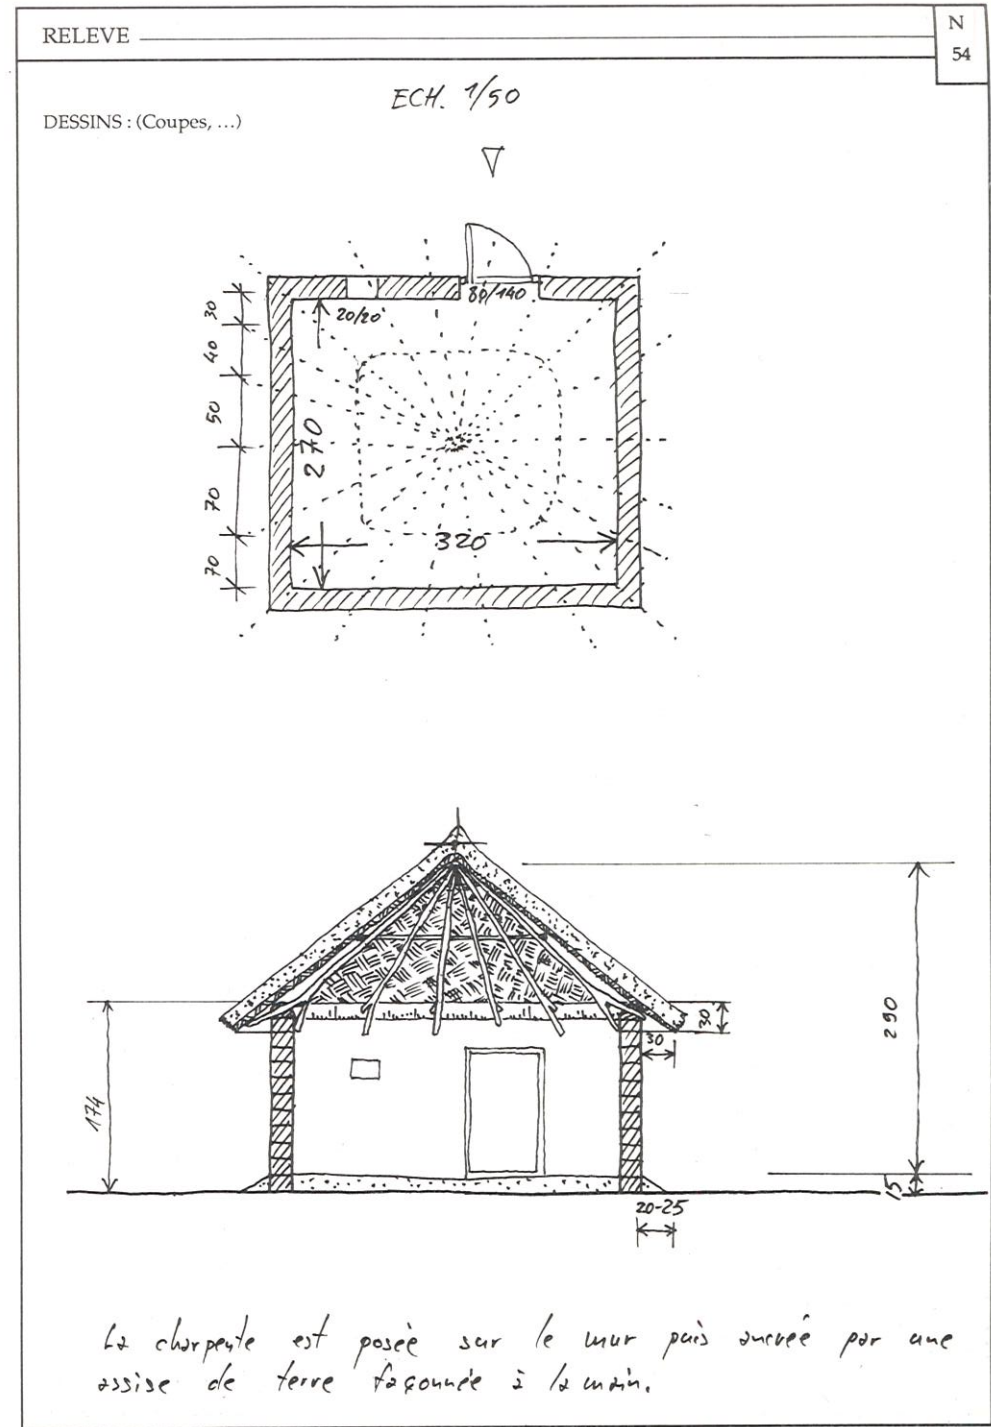 RELEVE
N
54
ECH. 1/50
DESSINS : (Coupes, ...)
80/140
20/20
30
40
50
70
70
270
320
174
30
30
290
15
20-25
La charpente est posée sur le mur puis ancrée par une
assise de terre façonnée à la main.